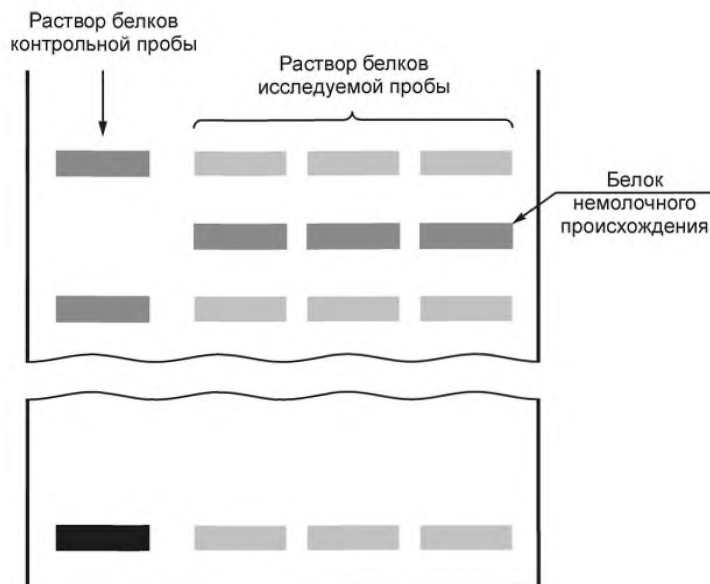 Раствор белков
контрольной пробы
Раствор белков
исследуемой пробы
Белок
немолочного
происхождения